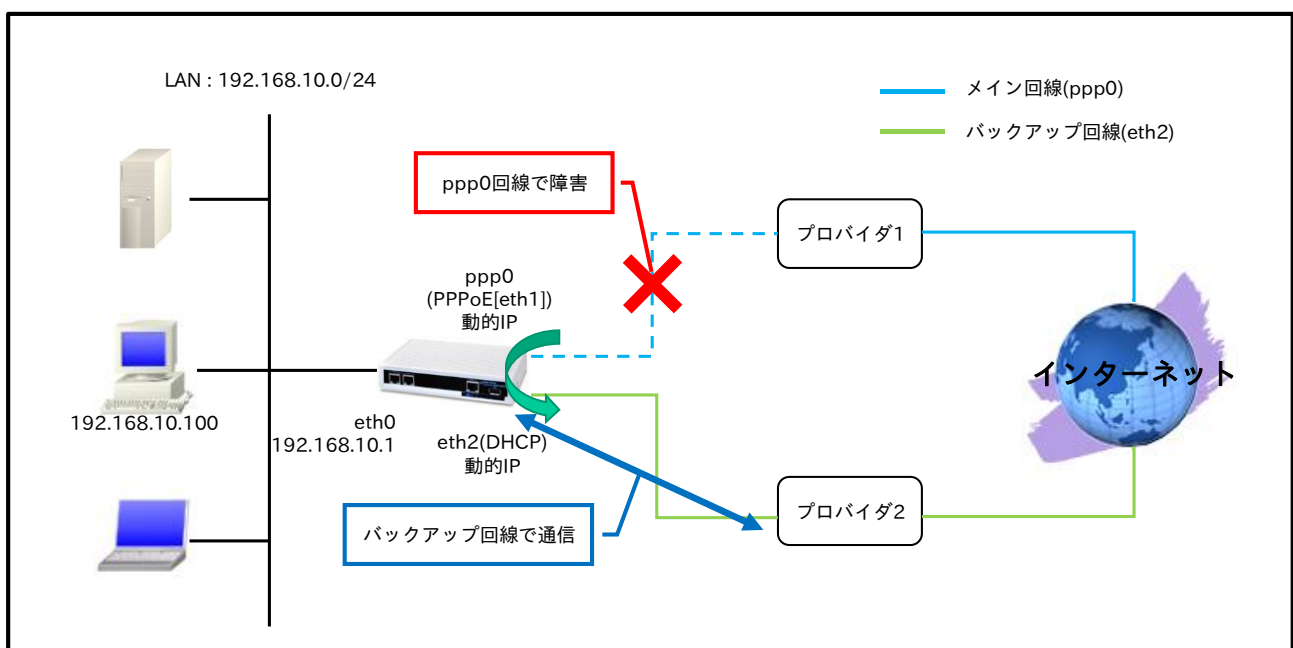 LAN : 192.168.10.0/24
メイン回線(ppp0)
バックアップ回線(eth2)
ppp0回線で障害
プロバイダ1
ppp0
(PPPoE[eth1])
動的IP
インターネット
192.168.10.100
eth0
192.168.10.1
eth2(DHCP)
動的IP
バックアップ回線で通信
プロバイダ2